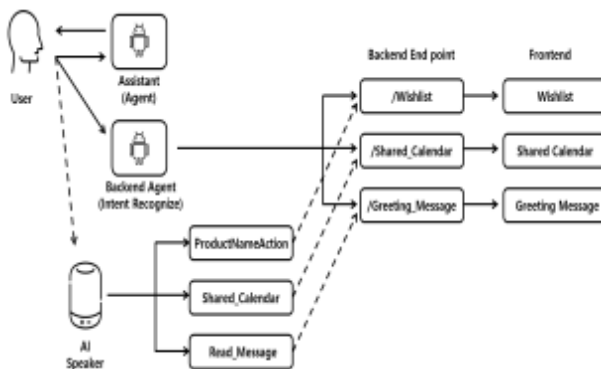 User
Assistant
(Agent)
Backend Agent
(Intent Recognize)
AI
Speaker
ProductNameAction
Shared_Calendar
Read_Message
Backend End point
/Wishlist
/Shared_Calendar
/Greeting_Message
Frontend
Wishlist
Shared Calendar
Greeting Message